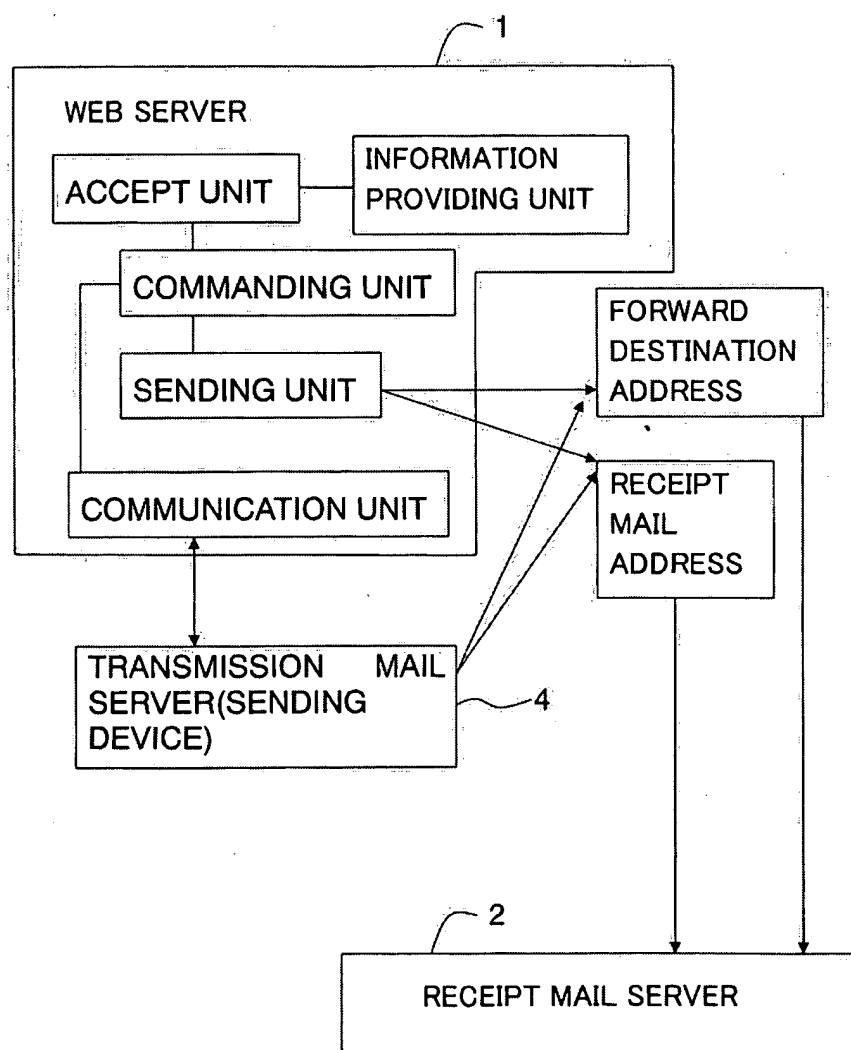 1
WEB SERVER
ACCEPT UNIT
INFORMATION
PROVIDING UNIT
COMMANDING UNIT
SENDING UNIT
COMMUNICATION UNIT
FORWARD
DESTINATION
ADDRESS
RECEIPT
MAIL
ADDRESS
TRANSMISSION MAIL
SERVER(SENDING
DEVICE)
4
2
RECEIPT MAIL SERVER